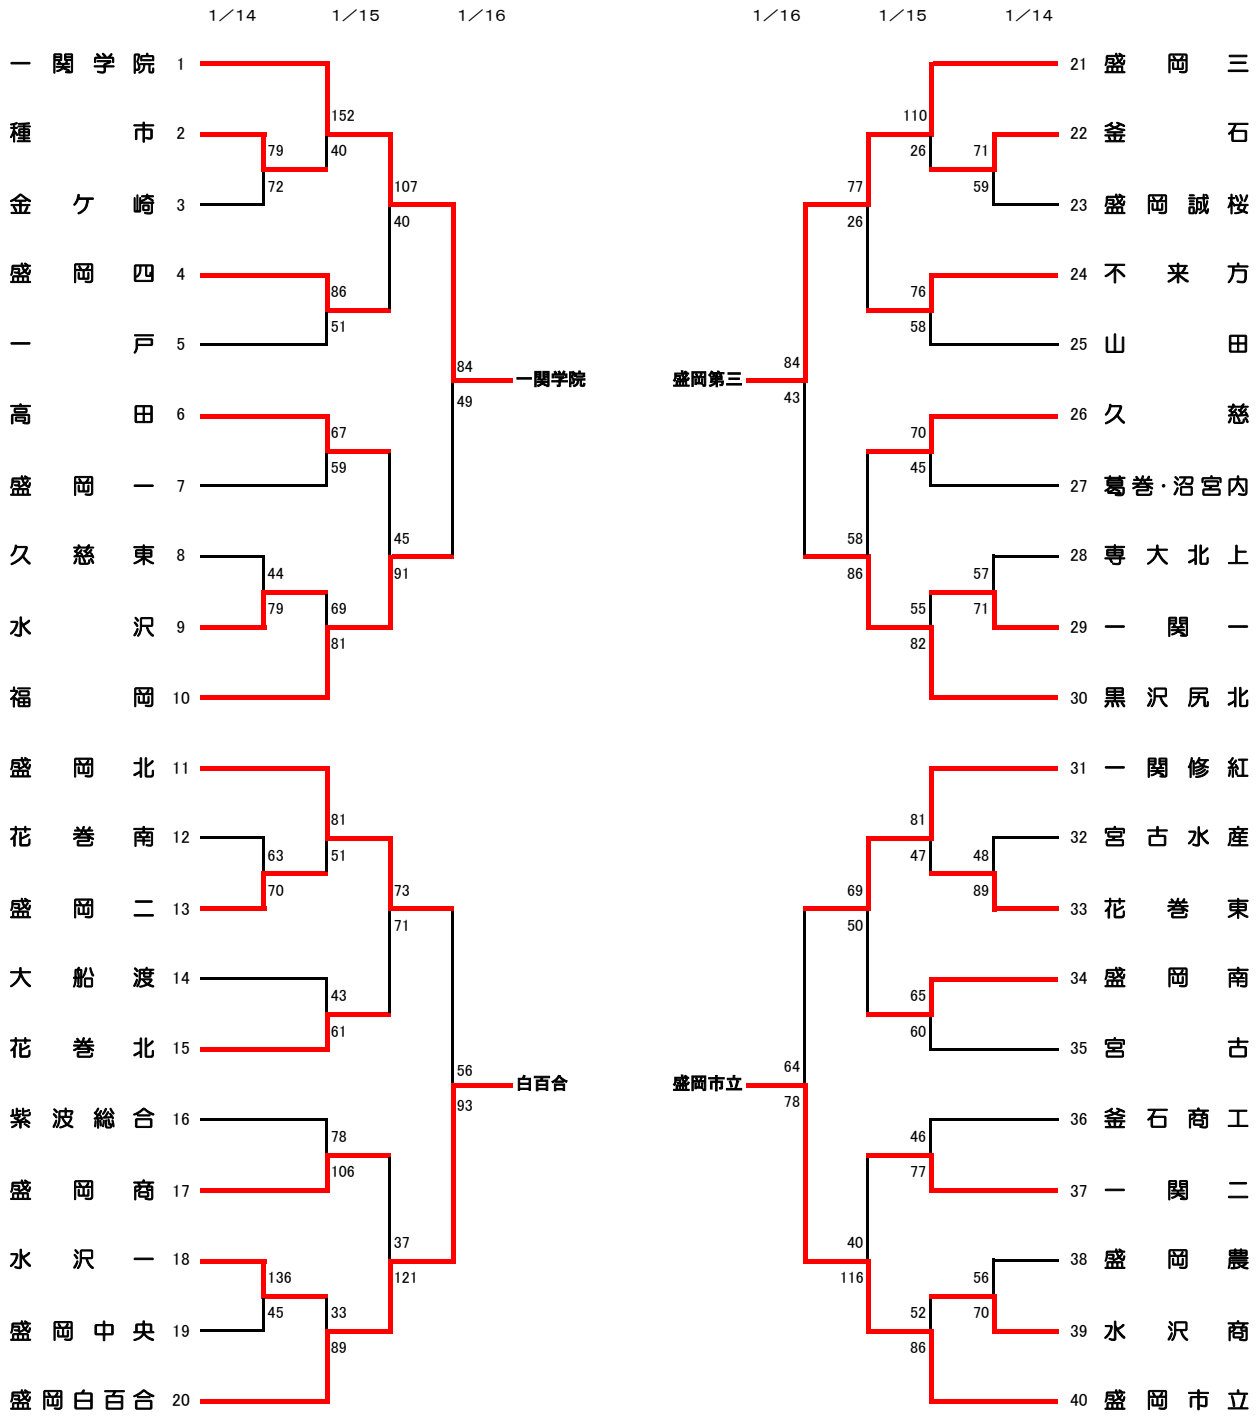 1／14 1／15 1／16 1／16 1／15 1／14
一関学院 1 21 盛岡三
152 110
種市 2 22 釜石
79 40 26 71
72 107 77 59
金ケ崎 3 23 盛岡誠桜
40 26
盛岡四 4 24 不来方
86 76
51 58
一戸 5 25 山田
84 84
一関学院 盛岡第三
49 43
高田 6 26 久慈
67 70
59 45
盛岡一 7 27 葛巻・沼宮内
45 58
久慈東 8 28 専大北上
44 91 86 57
79 69 55 71
水沢 9 29 一関一
81 82
福岡 10 30 黒沢尻北
盛岡北 11 31 一関修紅
81 81
花巻南 12 32 宮古水産
63 51 47 48
70 73 69 89
盛岡二 13 33 花巻東
71 50
大船渡 14 34 盛岡南
43 65
61 60
花巻北 15 35 宮古
56 64
白百合 盛岡市立
93 78
紫波総合 16 36 釜石商工
78 46
106 77
盛岡商 17 37 一関二
37 40
水沢一 18 38 盛岡農
136 121 116 56
45 33 52 70
盛岡中央 19 39 水沢商
89 86
盛岡白百合 20 40 盛岡市立